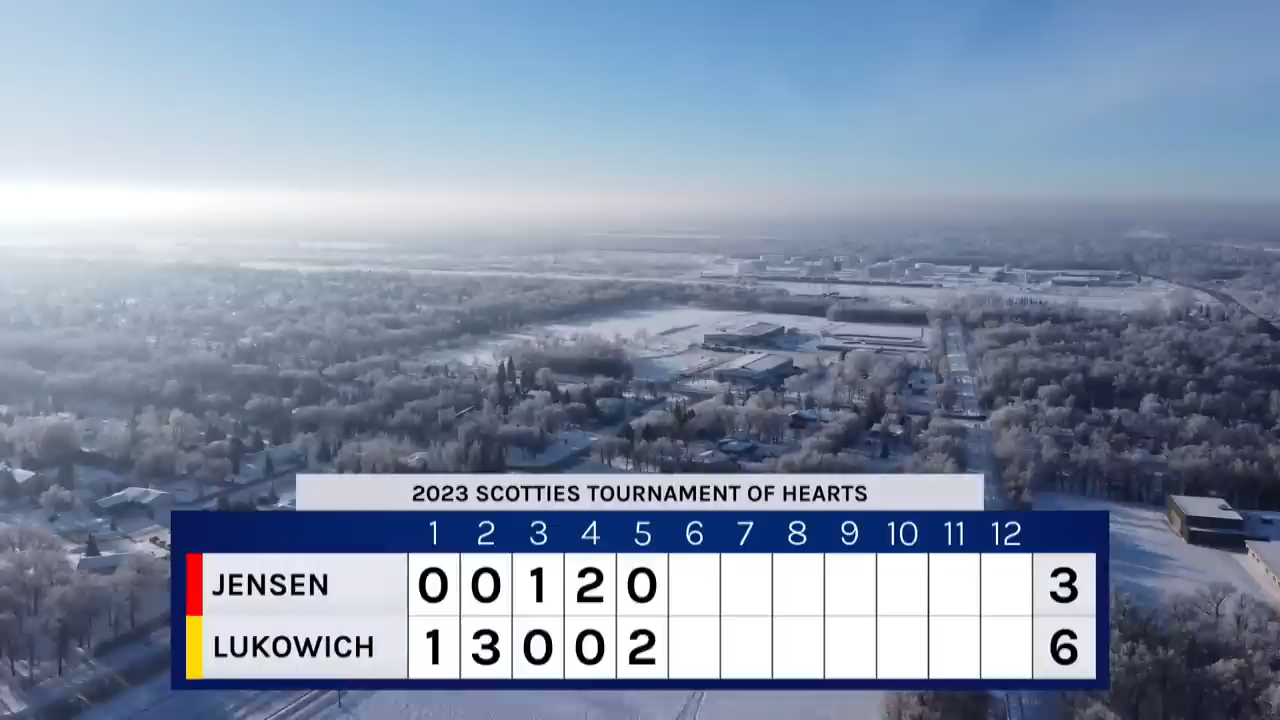 2023 SCOTTIES TOURNAMENT OF HEARTS
1 2 3 4 5 6 7 8 9 10 11 12
JENSEN 0 0 1 2 0 3
LUKOWICH 1 3 0 0 2 6